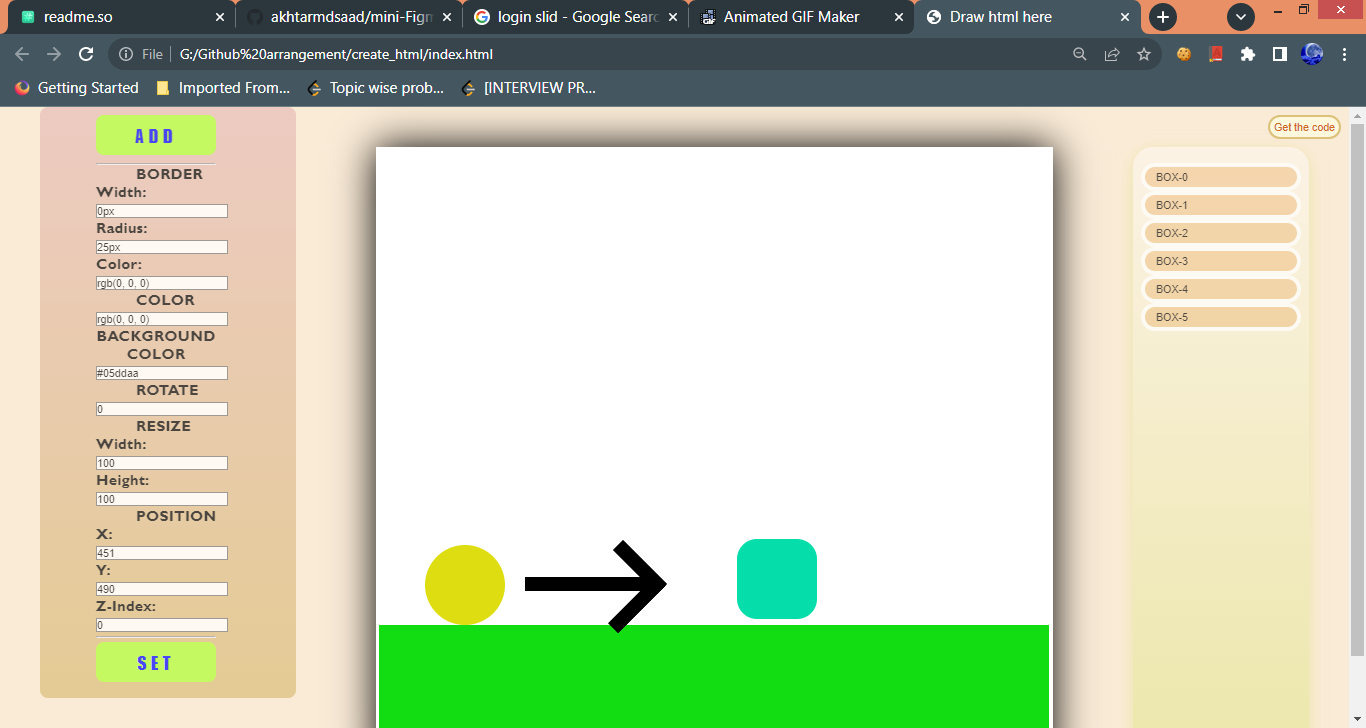 readme.so
akhtarmdsaad/mini-Figm
login slid - Google Searc
Animated GIF Maker
Draw html here
File
G:/Github%20arrangement/create_html/index.html
Getting Started
Imported From...
Topic wise prob...
[INTERVIEW PR...
ADD
BORDER
Width:
0px
Radius:
25px
Color:
rgb(0, 0, 0)
COLOR
rgb(0, 0, 0)
BACKGROUND
COLOR
#05ddaa
ROTATE
0
RESIZE
Width:
100
Height:
100
POSITION
X:
451
Y:
490
Z-Index:
0
SET
Get the code
BOX-0
BOX-1
BOX-2
BOX-3
BOX-4
BOX-5